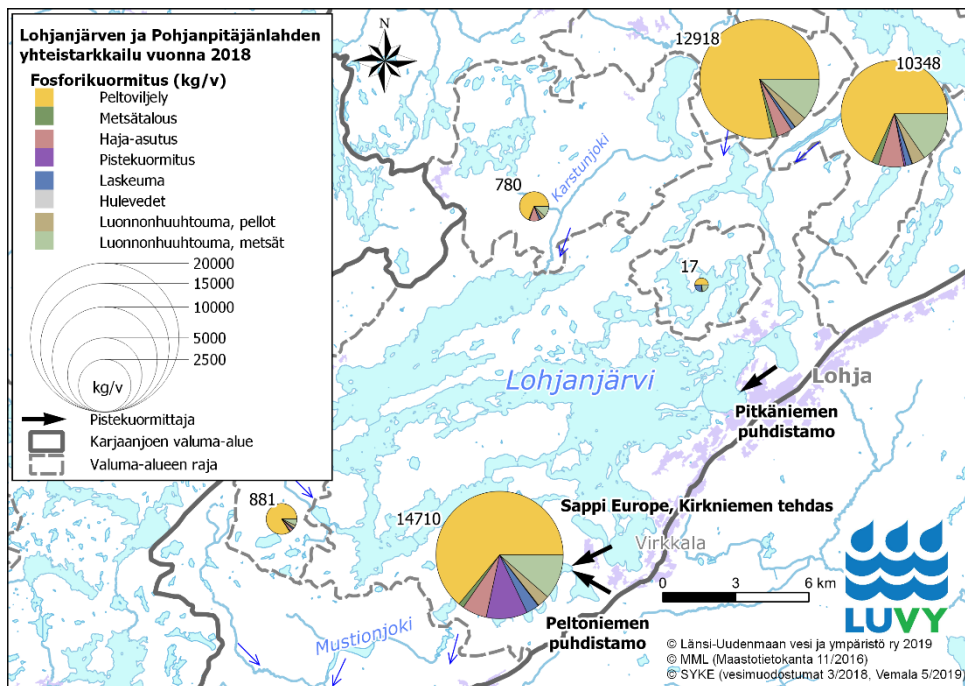 Lohjanjärven ja Pohjanpitäjänlahden
yhteistarkkailu vuonna 2018
Fosforikuormitus (kg/v)
Peltoviljely
Metsätalous
Haja-asutus
Pistekuormitus
Laskeuma
Hulevedet
Luonnonhuuhtouma, pellot
Luonnonhuuhtouma, metsät
20000
15000
10000
5000
2500
kg/v
Pistekuormittaja
Karjaanjoen valuma-alue
Valuma-alueen raja
N
12918
10348
780
Karstunjoki
17
Lohjanjärvi
Lohja
Pitkäniemen
puhdistamo
881
14710
Sappi Europe, Kirkniemen tehdas
Virkkala
Peltoniemen
puhdistamo
Mustionjoki
0 3 6 km
LUVY
© Länsi-Uudenmaan vesi ja ympäristö ry 2019
© MML (Maastotietokanta 11/2016)
© SYKE (vesimuodostumat 3/2018, Vemala 5/2019)